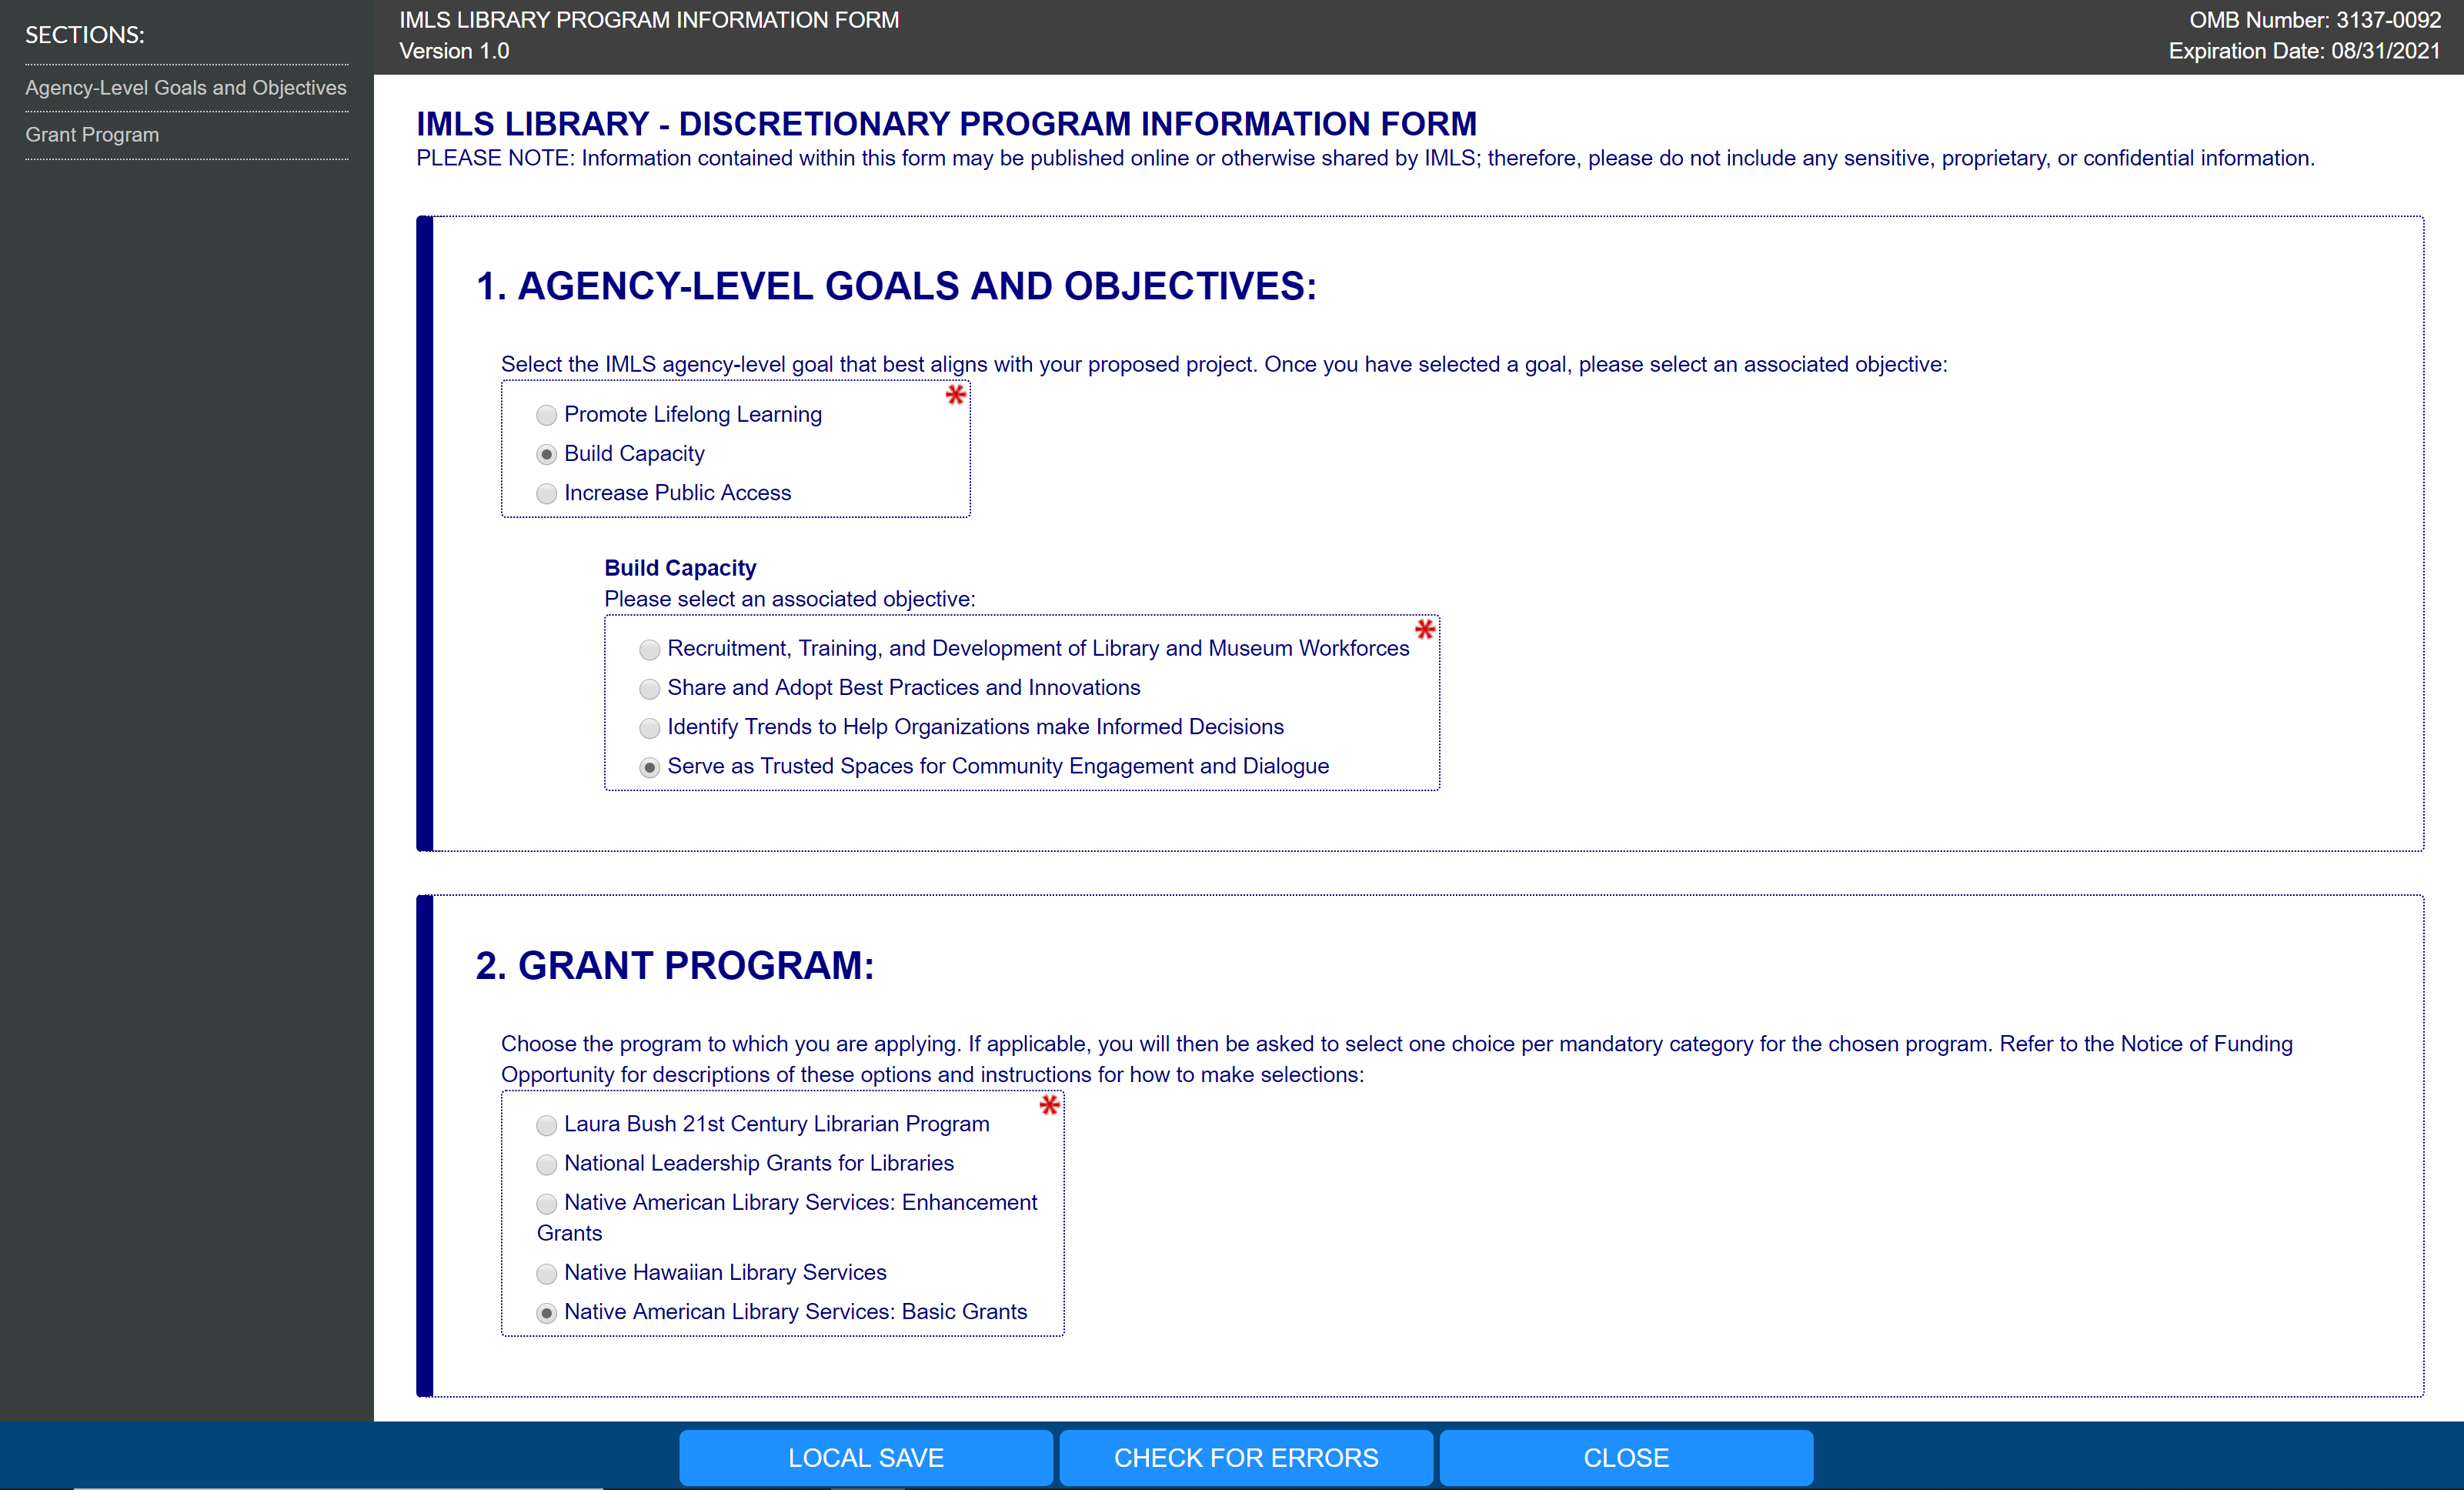 SECTIONS:
Agency-Level Goals and Objectives
Grant Program
IMLS LIBRARY PROGRAM INFORMATION FORM
Version 1.0
OMB Number: 3137-0092
Expiration Date: 08/31/2021
IMLS LIBRARY - DISCRETIONARY PROGRAM INFORMATION FORM
PLEASE NOTE: Information contained within this form may be published online or otherwise shared by IMLS; therefore, please do not include any sensitive, proprietary, or confidential information.
1. AGENCY-LEVEL GOALS AND OBJECTIVES:
Select the IMLS agency-level goal that best aligns with your proposed project. Once you have selected a goal, please select an associated objective:
*
Promote Lifelong Learning
Build Capacity
Increase Public Access
Build Capacity
Please select an associated objective:
*
Recruitment, Training, and Development of Library and Museum Workforces
Share and Adopt Best Practices and Innovations
Identify Trends to Help Organizations make Informed Decisions
Serve as Trusted Spaces for Community Engagement and Dialogue
2. GRANT PROGRAM:
Choose the program to which you are applying. If applicable, you will then be asked to select one choice per mandatory category for the chosen program. Refer to the Notice of Funding
Opportunity for descriptions of these options and instructions for how to make selections:
*
Laura Bush 21st Century Librarian Program
National Leadership Grants for Libraries
Native American Library Services: Enhancement
Grants
Native Hawaiian Library Services
Native American Library Services: Basic Grants
LOCAL SAVE
CHECK FOR ERRORS
CLOSE